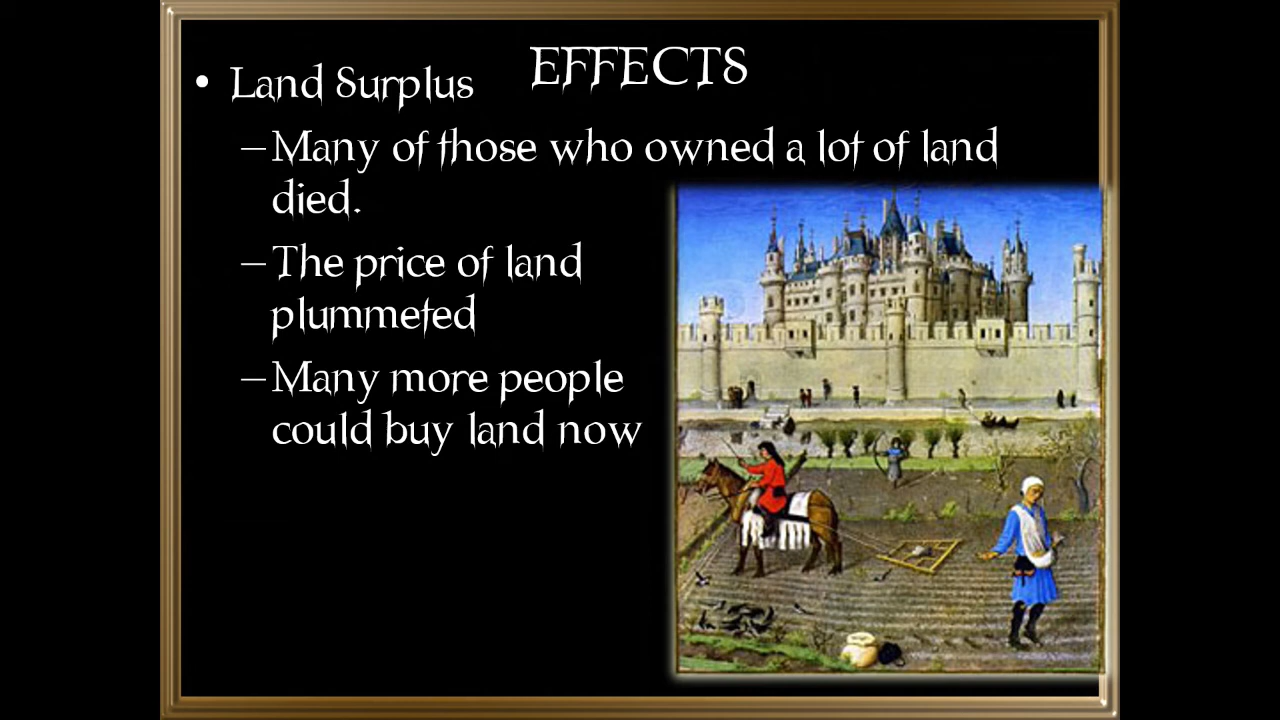 EFFECTS
• Land Surplus
–Many of those who owned a lot of land
died.
–The price of land
plummeted
–Many more people
could buy land now